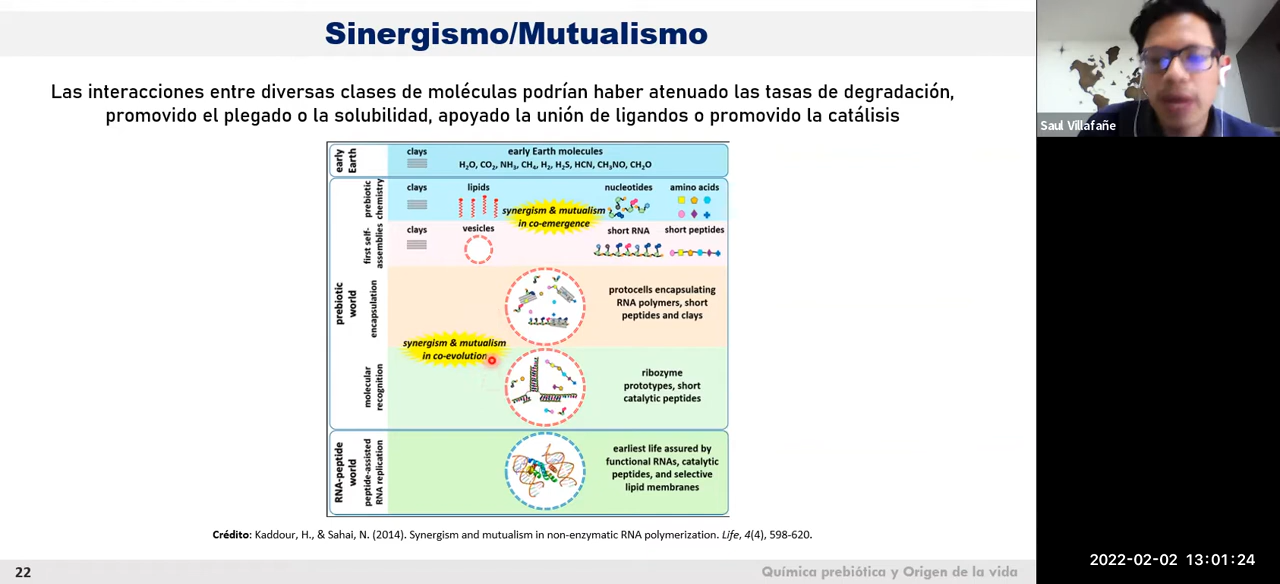 Sinergismo/Mutualismo
Las interacciones entre diversas clases de moléculas podrían haber atenuado las tasas de degradación,
promovido el plegado o la solubilidad, apoyado la unión de ligandos o promovido la catálisis
Saul Villafañe
early
Earth
clays
early Earth molecules
H₂O, CO₂, NH₃, CH₄, H₂, H₂S, HCN, CH₃NO, CH₂O
prebiotic
chemistry
clays
lipids
nucleotides
amino acids
synergism & mutualism
in co-emergence
first self-
assemblies
clays
vesicles
short RNA
short peptides
prebiotic
world
encapsulation
protocells encapsulating
RNA polymers, short
peptides and clays
synergism & mutualism
in co-evolution
molecular
recognition
ribozyme
prototypes, short
catalytic peptides
RNA-peptide
world
peptide-assisted
RNA replication
earliest life assured by
functional RNAs, catalytic
peptides, and selective
lipid membranes
Crédito: Kaddour, H., & Sahai, N. (2014). Synergism and mutualism in non-enzymatic RNA polymerization. Life, 4(4), 598-620.
22
Química prebiótica y Origen de la vida
2022-02-02 13:01:24